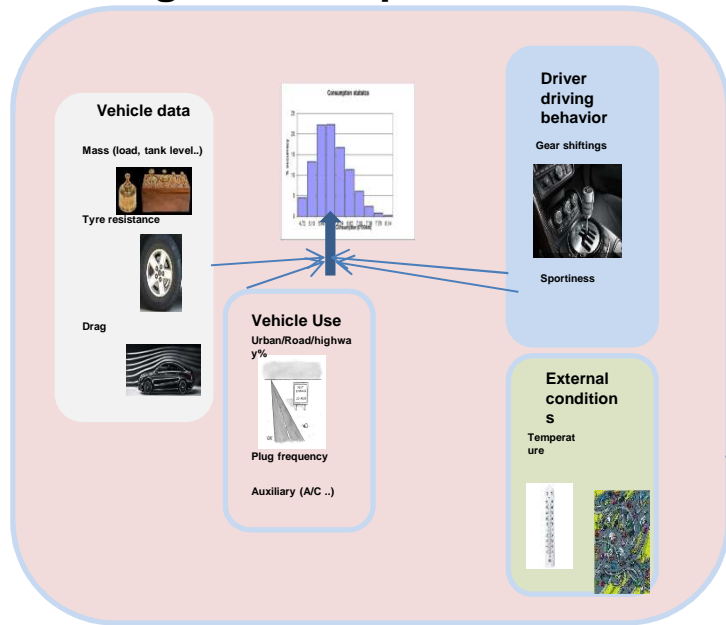 Vehicle data
Mass (load, tank level..)
Tyre resistance
Drag
Consumption statistics
Vehicle Use
Urban/Road/highwa
y%
Plug frequency
Auxiliary (A/C ..)
Driver
driving
behavior
Gear shiftings
Sportiness
External
condition
s
Temperat
ure